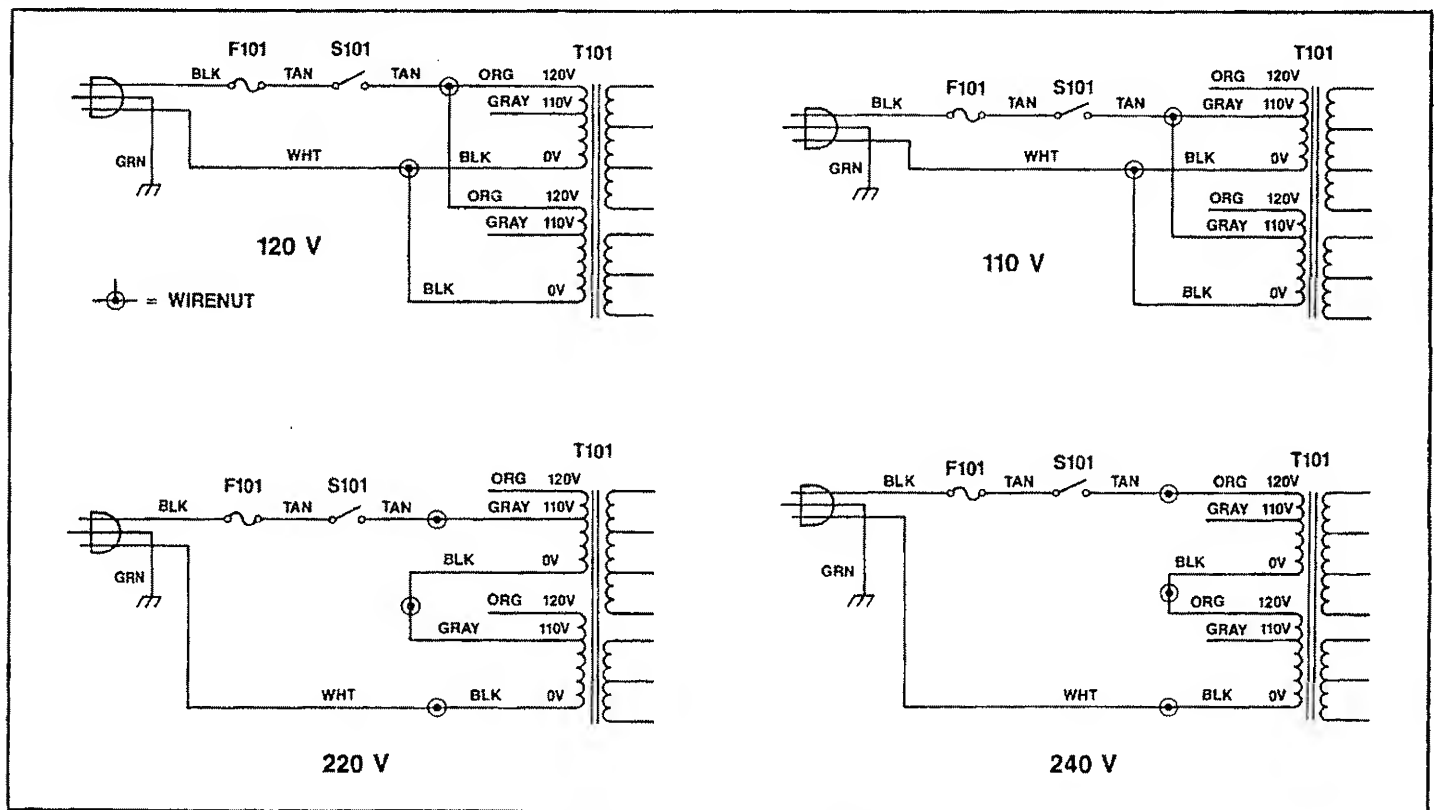 F101 S101 T101
BLK TAN TAN ORG 120V
GRAY 110V
GRN WHT BLK 0V
ORG 120V
GRAY 110V
120 V
BLK 0V
= WIRENUT
T101
F101 S101 ORG 120V
BLK TAN TAN GRAY 110V
GRN WHT BLK 0V
ORG 120V
GRAY 110V
110 V
BLK 0V
T101
F101 S101 ORG 120V
BLK TAN TAN GRAY 110V
BLK 0V
GRN
ORG 120V
GRAY 110V
WHT BLK 0V
220 V
F101 S101 T101
BLK TAN TAN ORG 120V
GRAY 110V
GRN BLK 0V
ORG 120V
GRAY 110V
WHT BLK 0V
240 V